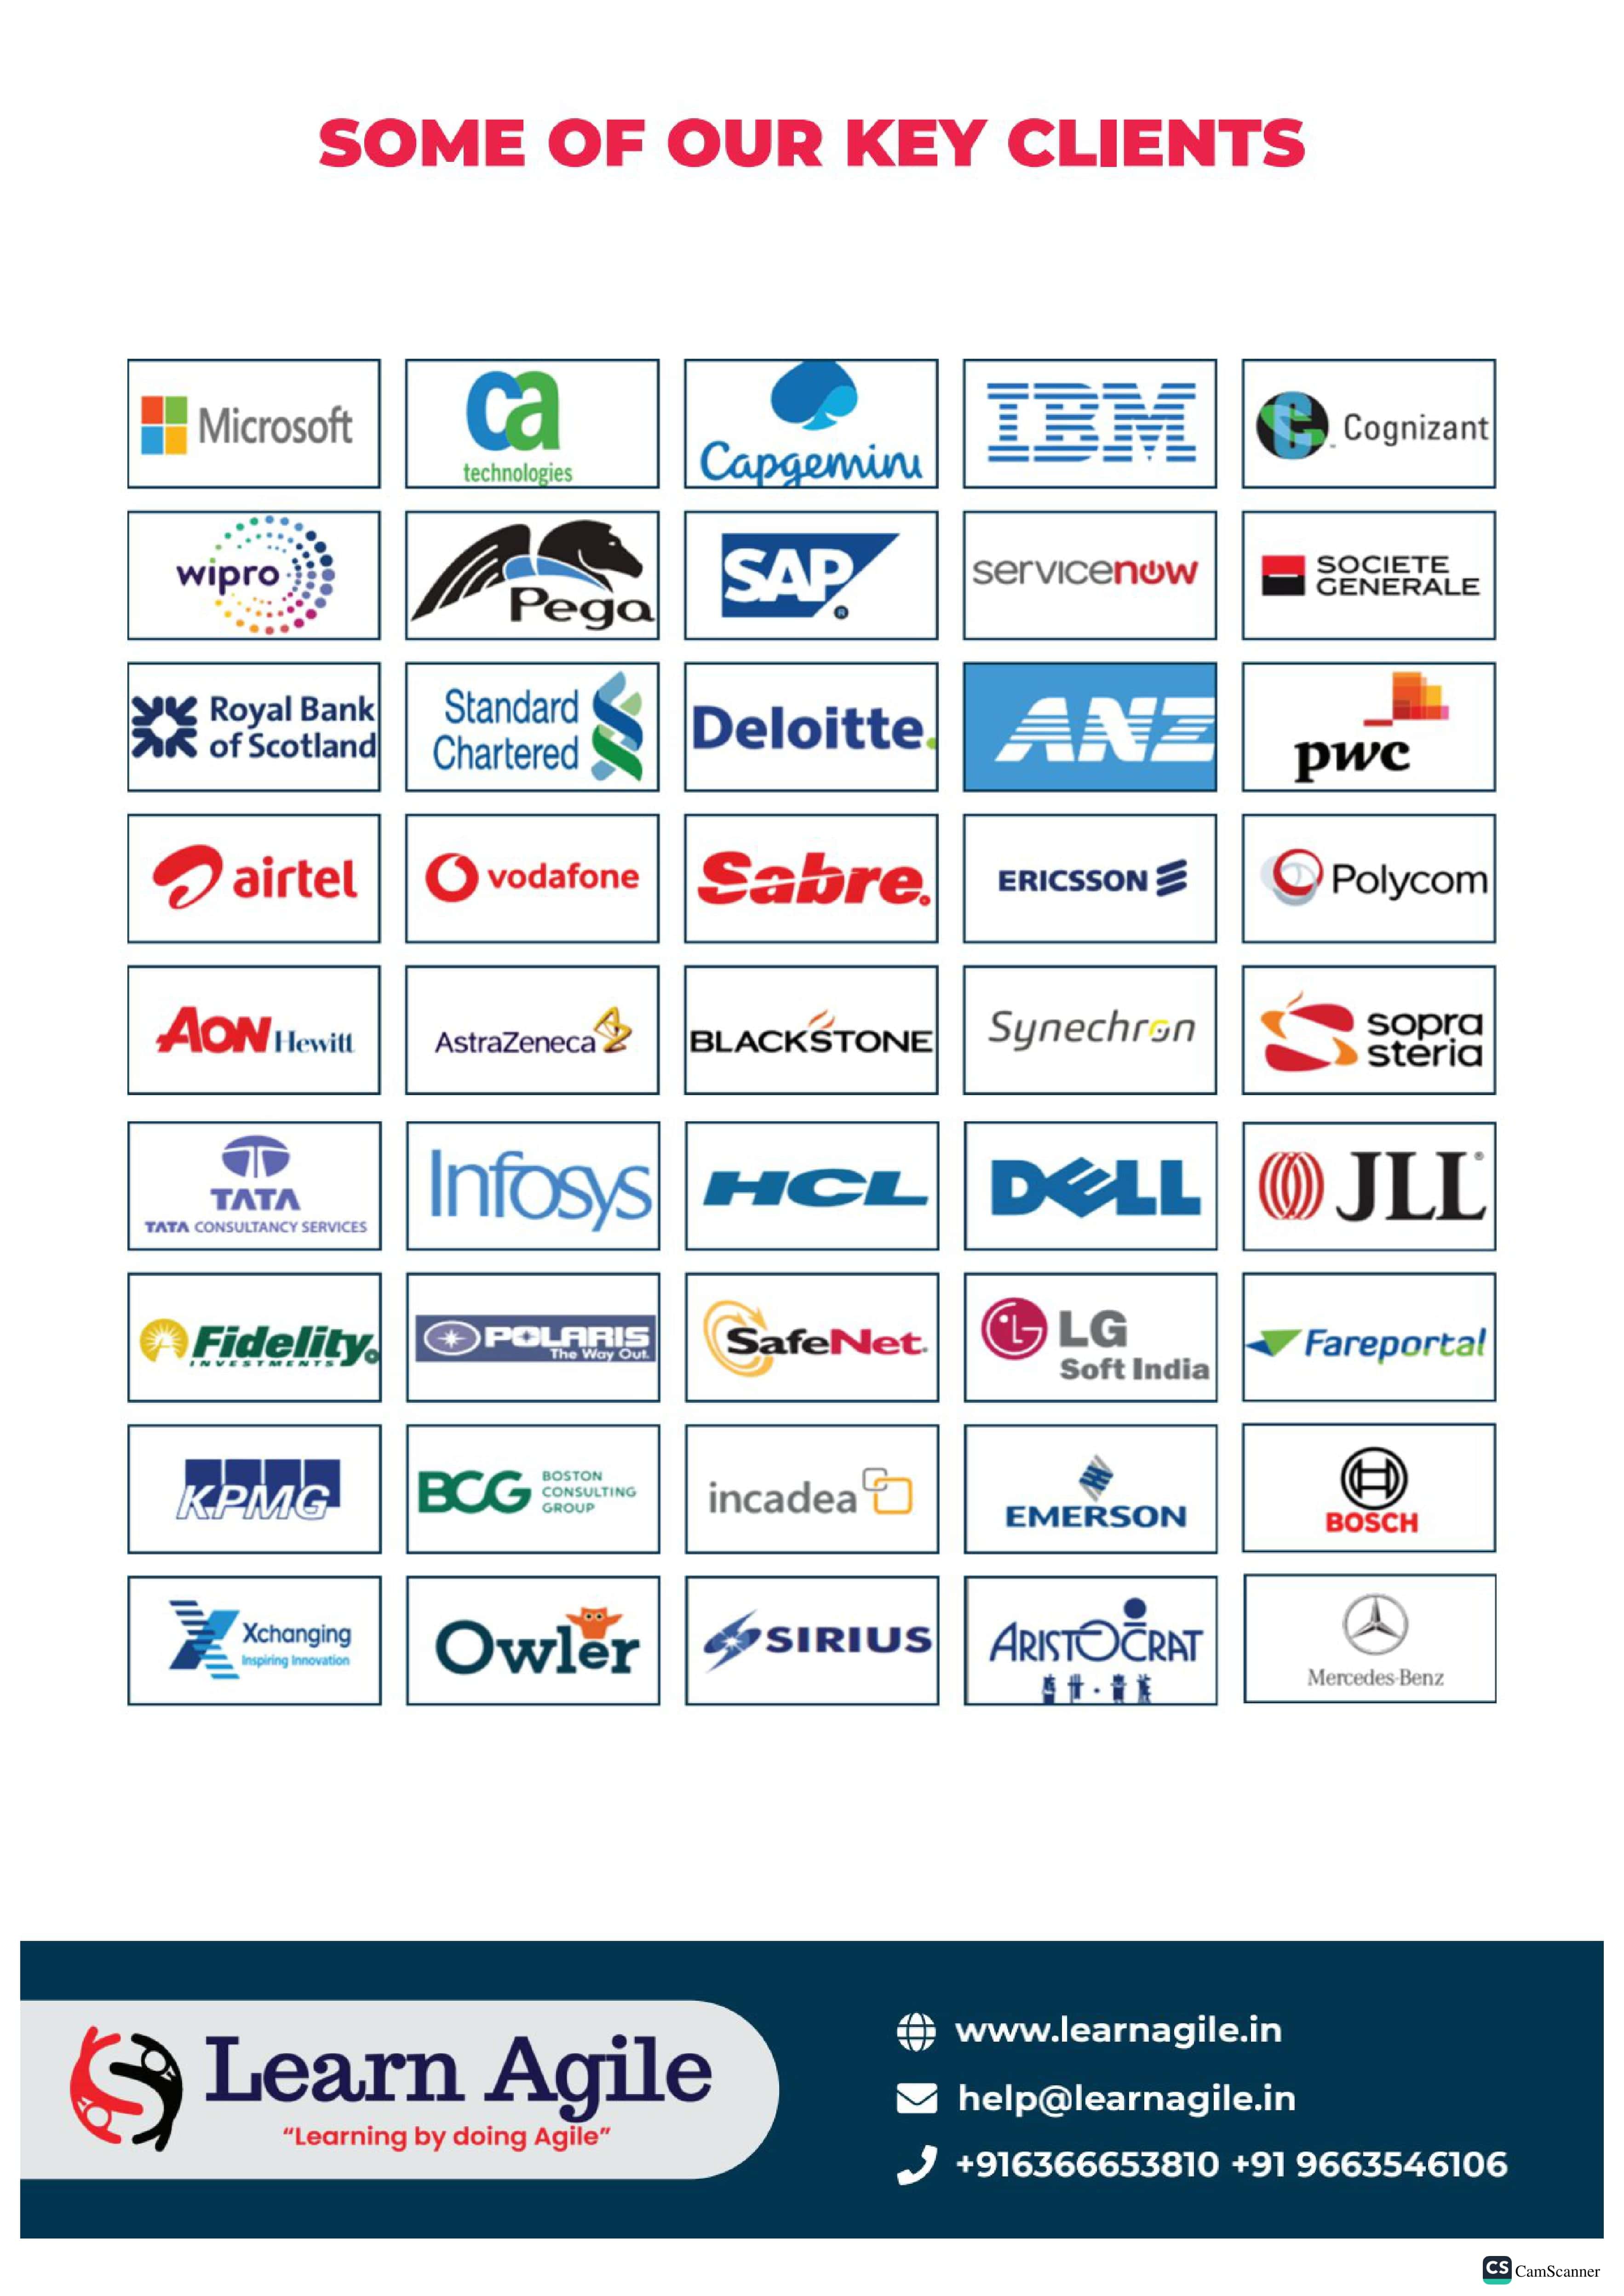 SOME OF OUR KEY CLIENTS
Microsoft
ca
technologies
Capgemini
IBM
Cognizant
wipro
Pega
SAP
servicenow
SOCIETE
GENERALE
Royal Bank
of Scotland
Standard
Chartered
Deloitte.
ANZ
pwc
airtel
vodafone
Sabre.
ERICSSON
Polycom
AON Hewitt
AstraZeneca
BLACKSTONE
Synechron
sopra
steria
TATA
TATA CONSULTANCY SERVICES
Infosys
HCL
DELL
JLL
Fidelity
INVESTMENTS
POLARIS
The Way Out.
SafeNet.
LG
Soft India
Fareportal
KPMG
BCG
BOSTON
CONSULTING
GROUP
incadea
EMERSON
BOSCH
Xchanging
Inspiring Innovation
Owler
SIRIUS
ARISTOCRAT
Mercedes-Benz
Learn Agile
"Learning by doing Agile"
www.learnagile.in
help@learnagile.in
+916366653810 +91 9663546106
CS CamScanner